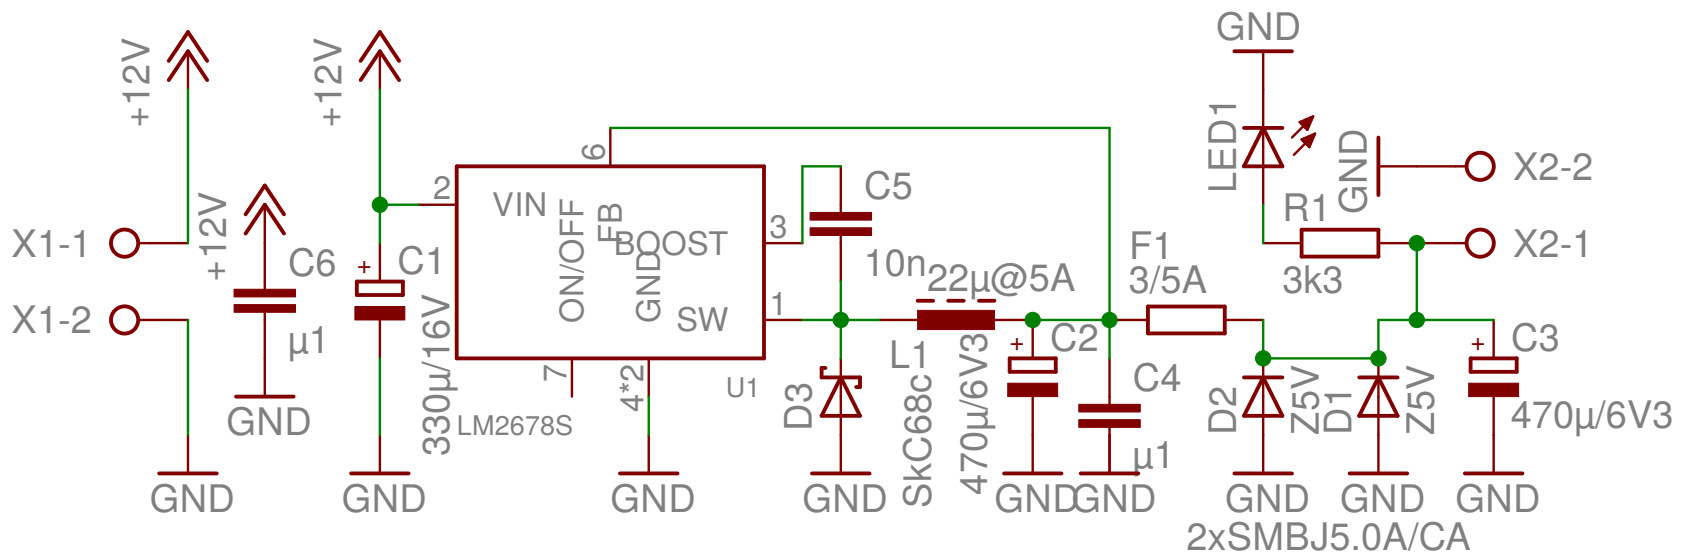 +12V
+12V
GND
LED1
GND
X2-2
6
2
VIN
ON/OFF
FB
BOOST
GND
SW
3
1
C5
10n
X1-1
+12V
C6
µ1
X1-2
+
C1
330µ/16V
22µ@5A
F1
3/5A
R1
3k3
X2-1
7
4*2
U1
LM2678S
D3
L1
SkC68c
+
C2
470µ/6V3
C4
µ1
D2
Z5V
D1
Z5V
+
C3
470µ/6V3
GND
GND
GND
GND
GND
GND
GND
GND
GND
GND
2xSMBJ5.0A/CA